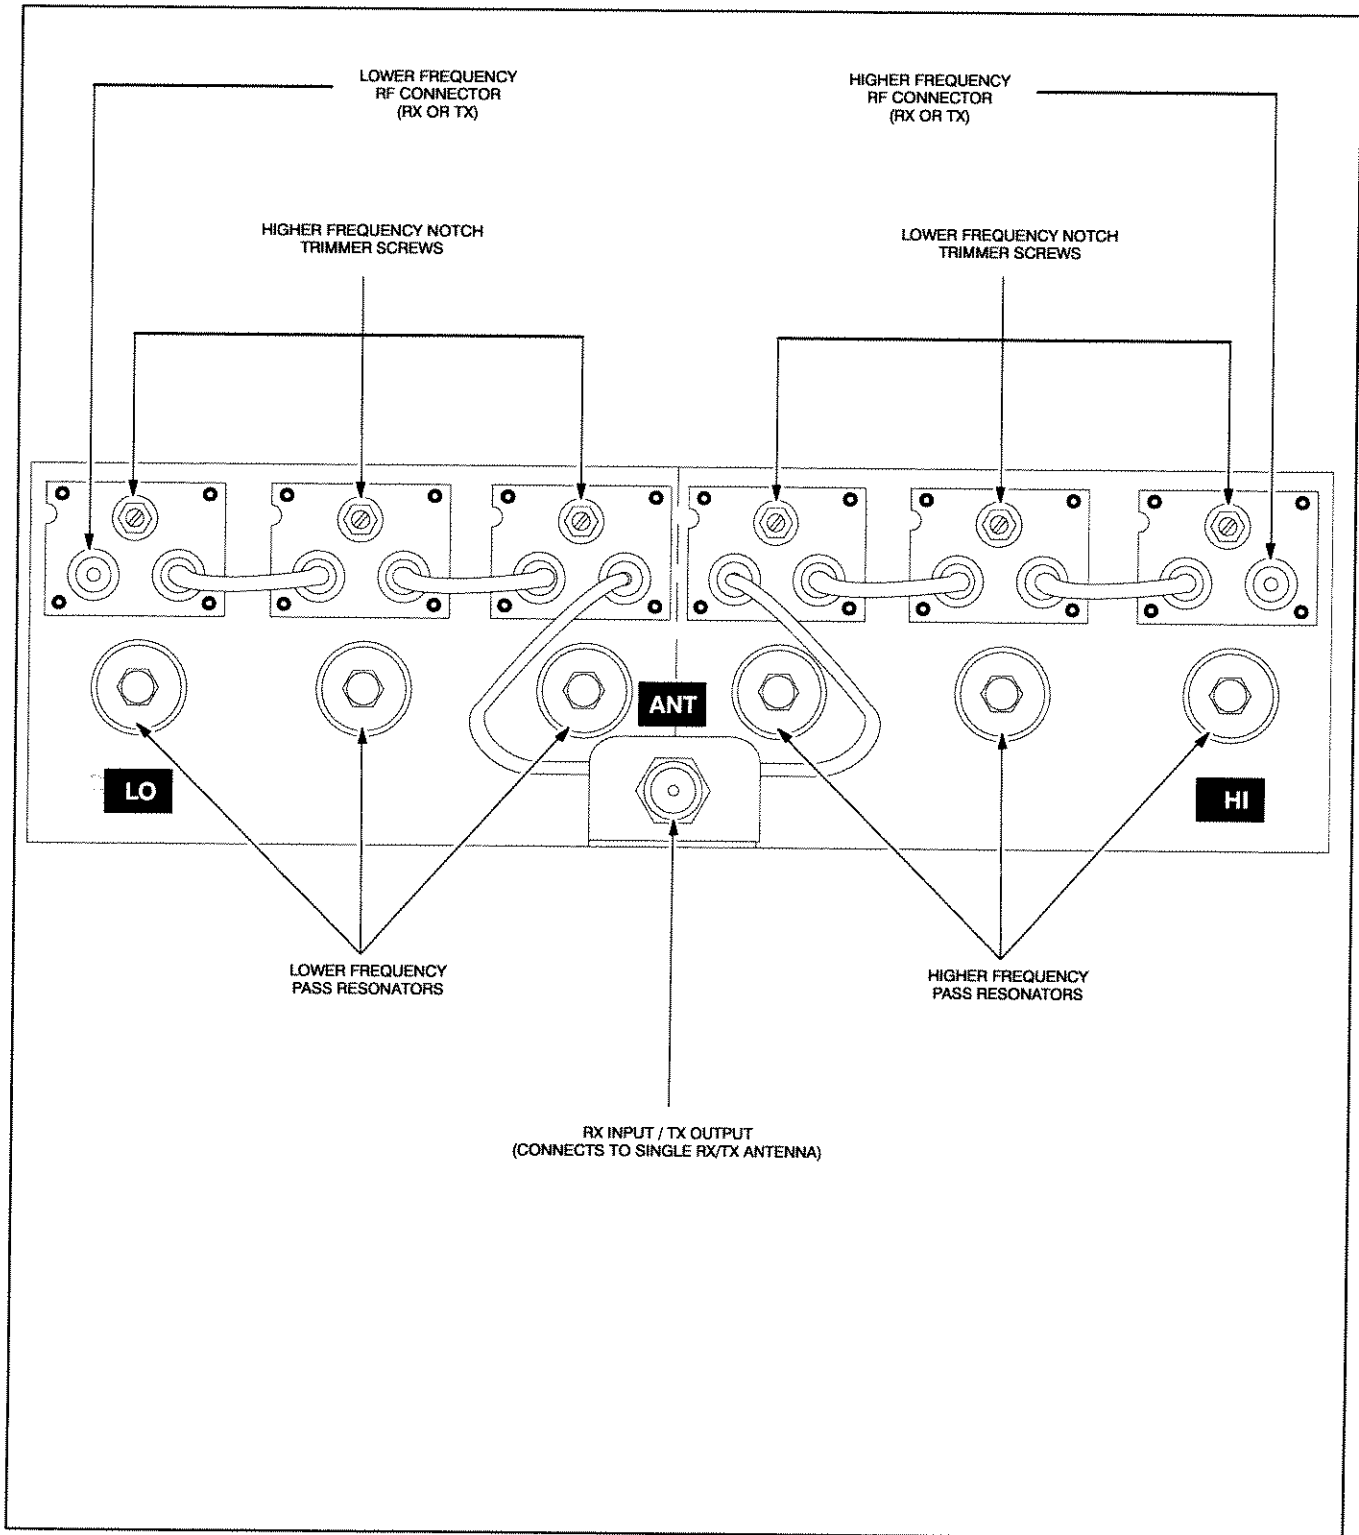 LOWER FREQUENCY
RF CONNECTOR
(RX OR TX)
HIGHER FREQUENCY
RF CONNECTOR
(RX OR TX)
HIGHER FREQUENCY NOTCH
TRIMMER SCREWS
LOWER FREQUENCY NOTCH
TRIMMER SCREWS
ANT
LO
HI
LOWER FREQUENCY
PASS RESONATORS
HIGHER FREQUENCY
PASS RESONATORS
RX INPUT / TX OUTPUT
(CONNECTS TO SINGLE RX/TX ANTENNA)